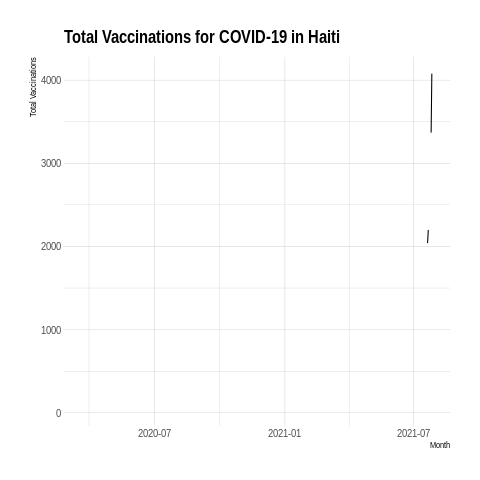 Total Vaccinations for COVID-19 in Haiti
Total Vaccinations
4000
3000
2000
1000
0
2020-07
2021-01
2021-07
Month